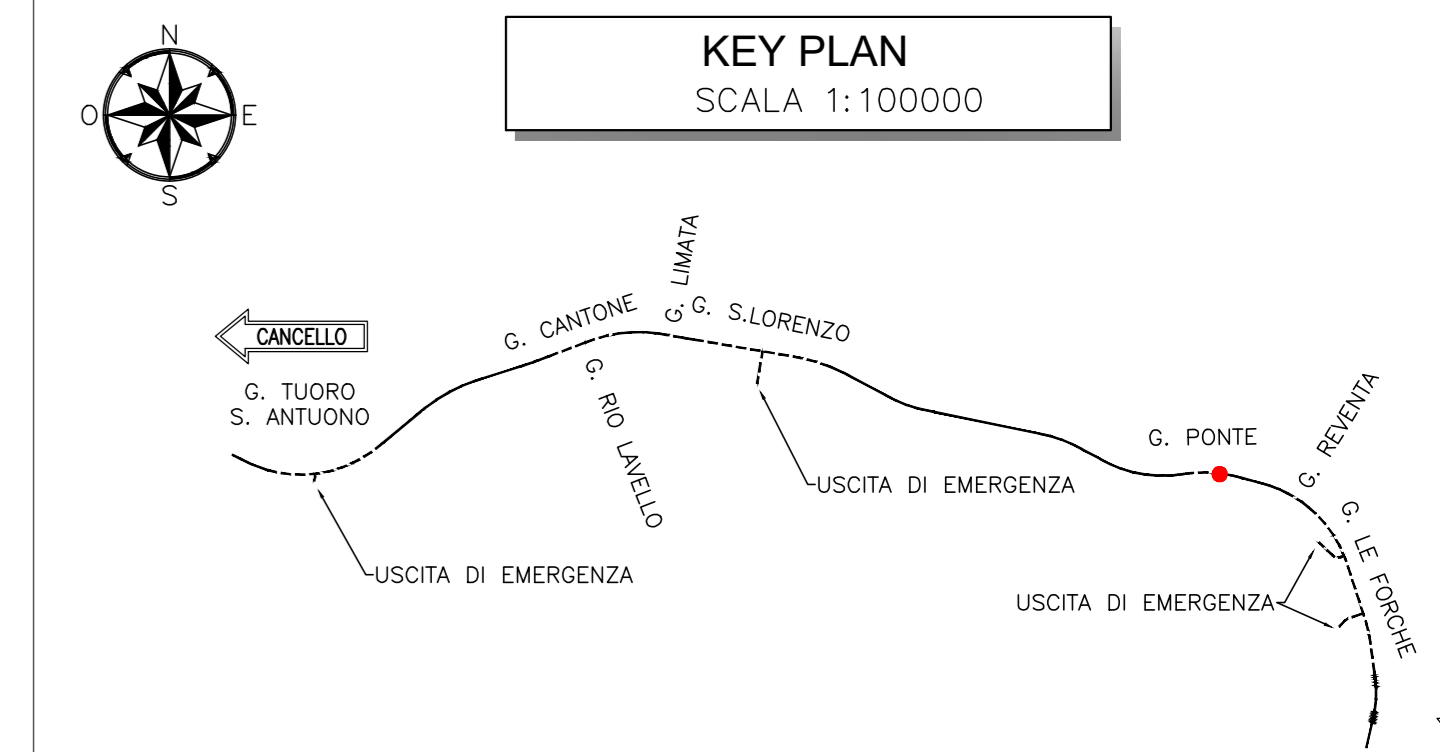 N
O
E
S
KEY PLAN
SCALA 1:100000
CANCELLO
G. TUORO
S. ANTUONO
G. CANTONE
G. LIMATA
G. S.LORENZO
G. RIO LAVELLO
USCITA DI EMERGENZA
USCITA DI EMERGENZA
G. PONTE
G. REVENTA
G. LE FORCHE
USCITA DI EMERGENZA